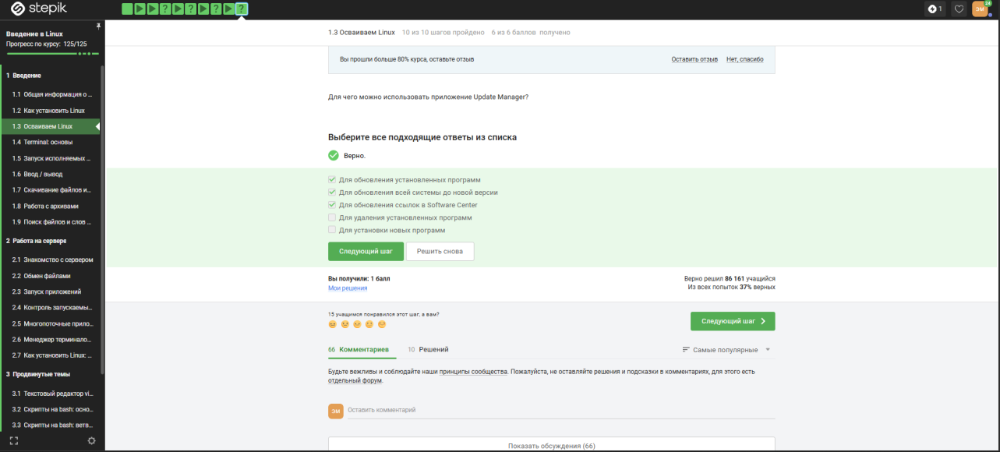 stepik
? ? ? ?
1
ЭМ
24
Введение в Linux
Прогресс по курсу: 125/125
1 Введение
1.1 Общая информация о ...
1.2 Как установить Linux
1.3 Осваиваем Linux
1.4 Terminal: основы
1.5 Запуск исполняемых ...
1.6 Ввод / вывод
1.7 Скачивание файлов и...
1.8 Работа с архивами
1.9 Поиск файлов и слов ...
2 Работа на сервере
2.1 Знакомство с сервером
2.2 Обмен файлами
2.3 Запуск приложений
2.4 Контроль запускаемы...
2.5 Многопоточные прило...
2.6 Менеджер терминало...
2.7 Как установить Linux: ...
3 Продвинутые темы
3.1 Текстовый редактор vi...
3.2 Скрипты на bash: осно...
3.3 Скрипты на bash: ветв...
1.3 Осваиваем Linux 10 из 10 шагов пройдено 6 из 6 баллов получено
Вы прошли больше 80% курса, оставьте отзыв
Оставить отзыв Нет, спасибо
Для чего можно использовать приложение Update Manager?
Выберите все подходящие ответы из списка
Верно.
Для обновления установленных программ
Для обновления всей системы до новой версии
Для обновления ссылок в Software Center
Для удаления установленных программ
Для установки новых программ
Следующий шаг Решить снова
Вы получили: 1 балл
Мои решения
Верно решил 86 161 учащийся
Из всех попыток 37% верных
15 учащимся понравился этот шаг, а вам?
Следующий шаг
66 Комментариев 10 Решений
Самые популярные
Будьте вежливы и соблюдайте наши принципы сообщества. Пожалуйста, не оставляйте решения и подсказки в комментариях, для этого есть
отдельный форум.
ЭМ Оставить комментарий
Показать обсуждения (66)